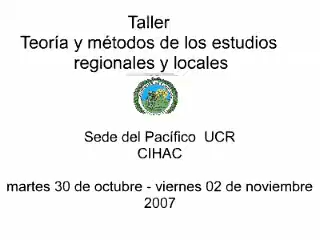 Taller
Teoría y métodos de los estudios
regionales y locales
Sede del Pacífico UCR
CIHAC
martes 30 de octubre - viernes 02 de noviembre
2007